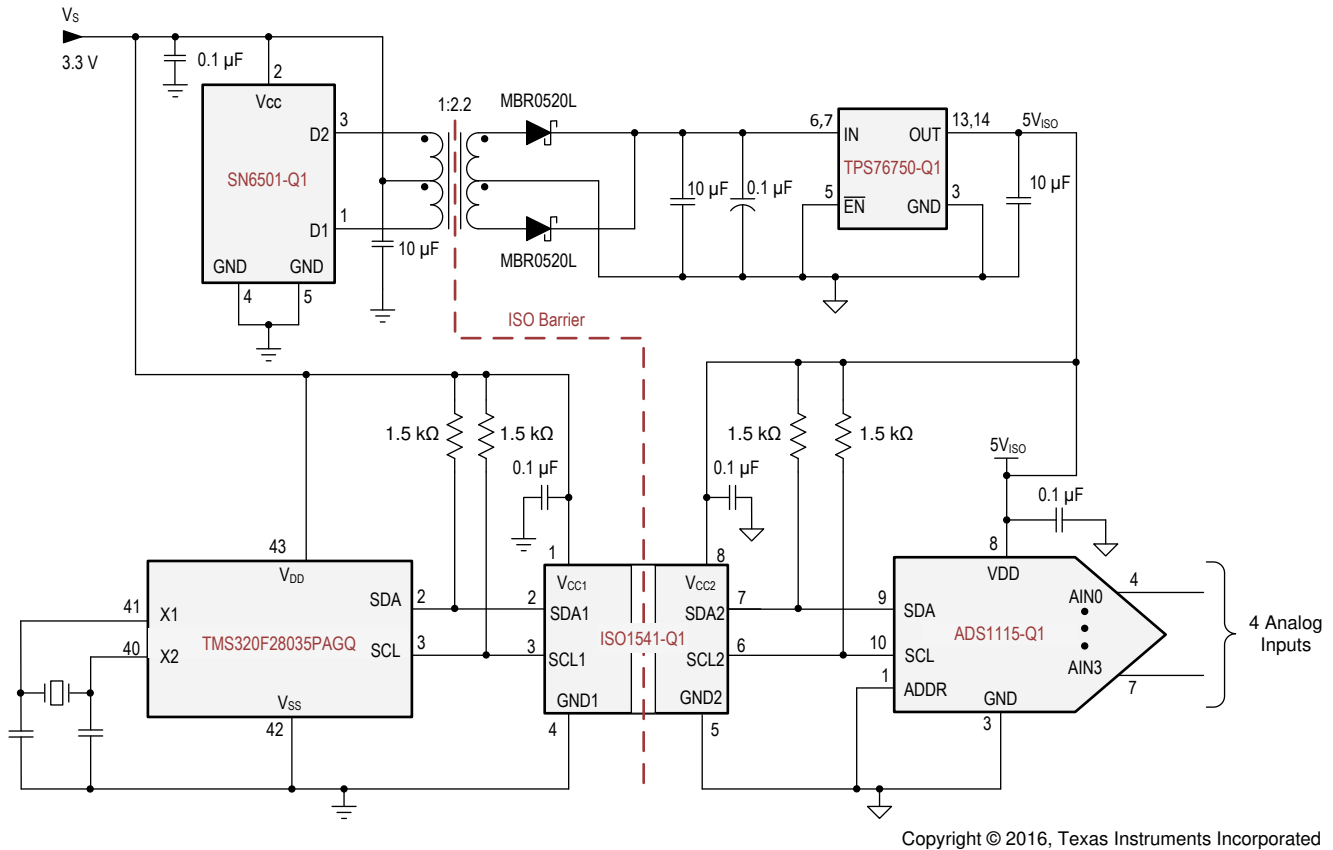 VS
3.3 V
0.1 µF
2
Vcc
D2
3
SN6501-Q1
D1
1
GND
GND
4
5
1:2.2
10 µF
MBR0520L
MBR0520L
ISO Barrier
10 µF
0.1 µF
6,7
IN
OUT
13,14
5VISO
TPS76750-Q1
5
EN
GND
3
10 µF
1.5 kΩ
1.5 kΩ
0.1 µF
0.1 µF
1.5 kΩ
1.5 kΩ
5VISO
0.1 µF
43
VDD
41
X1
40
X2
TMS320F28035PAGQ
SDA
2
SCL
3
VSS
42
1
VCC1
2
SDA1
3
SCL1
GND1
4
ISO1541-Q1
8
VCC2
SDA2
7
SCL2
6
GND2
5
8
VDD
9
SDA
10
SCL
1
ADDR
GND
3
ADS1115-Q1
AIN0
4
AIN3
7
4 Analog
Inputs
Copyright © 2016, Texas Instruments Incorporated